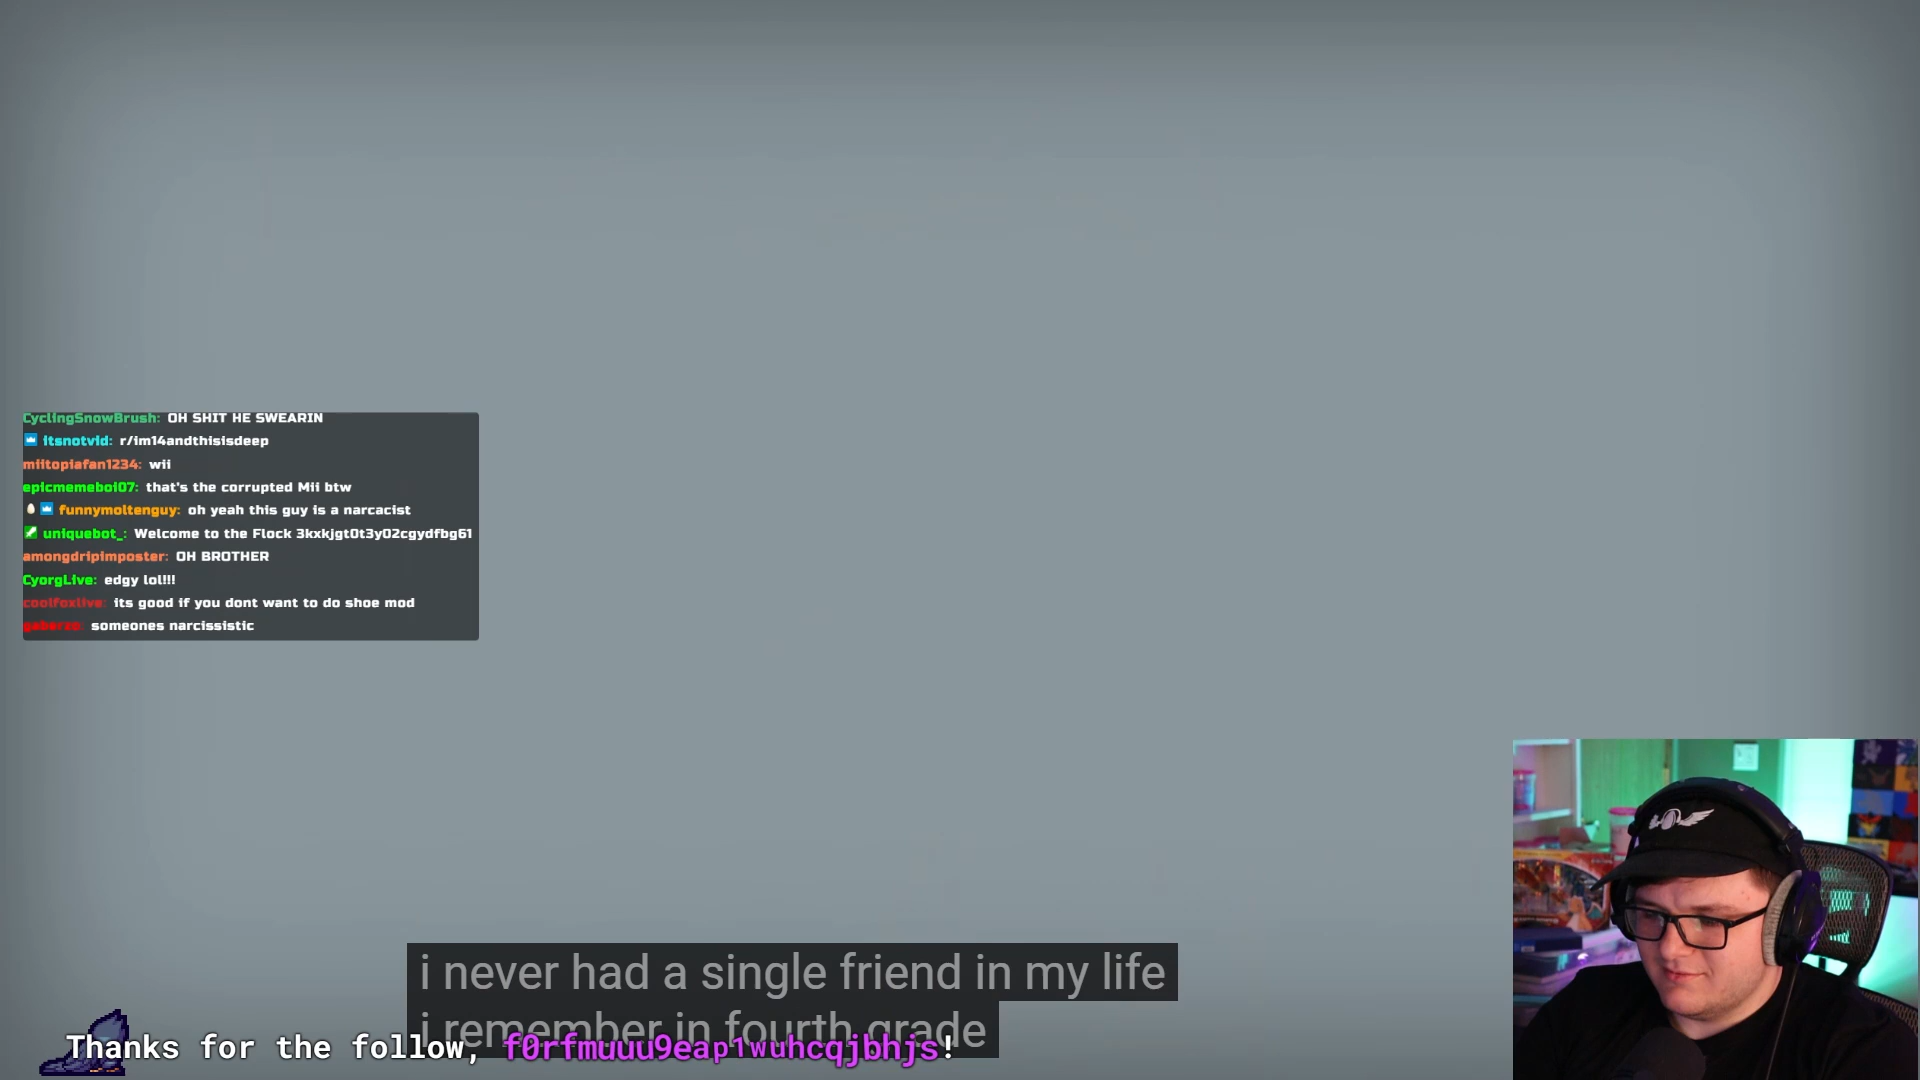 CyclingSnowBrush: OH SHIT HE SWEARIN
itsnotvid: r/im14andthisisdeep
miitopiafan1234: wii
epicmemeboi07: that's the corrupted Mii btw
funnymoltenguy: oh yeah this guy is a narcacist
uniquebot_: Welcome to the Flock 3kxkjgt0t3y02cgydfbg61
amongdripimposter: OH BROTHER
CyorgLive: edgy lol!!!
coolfoxlive: its good if you dont want to do shoe mod
gaberzo: someones narcissistic
i never had a single friend in my life
i remember in fourth grade
Thanks for the follow, f0rfmuuu9eap1wuhcqjbhjs!